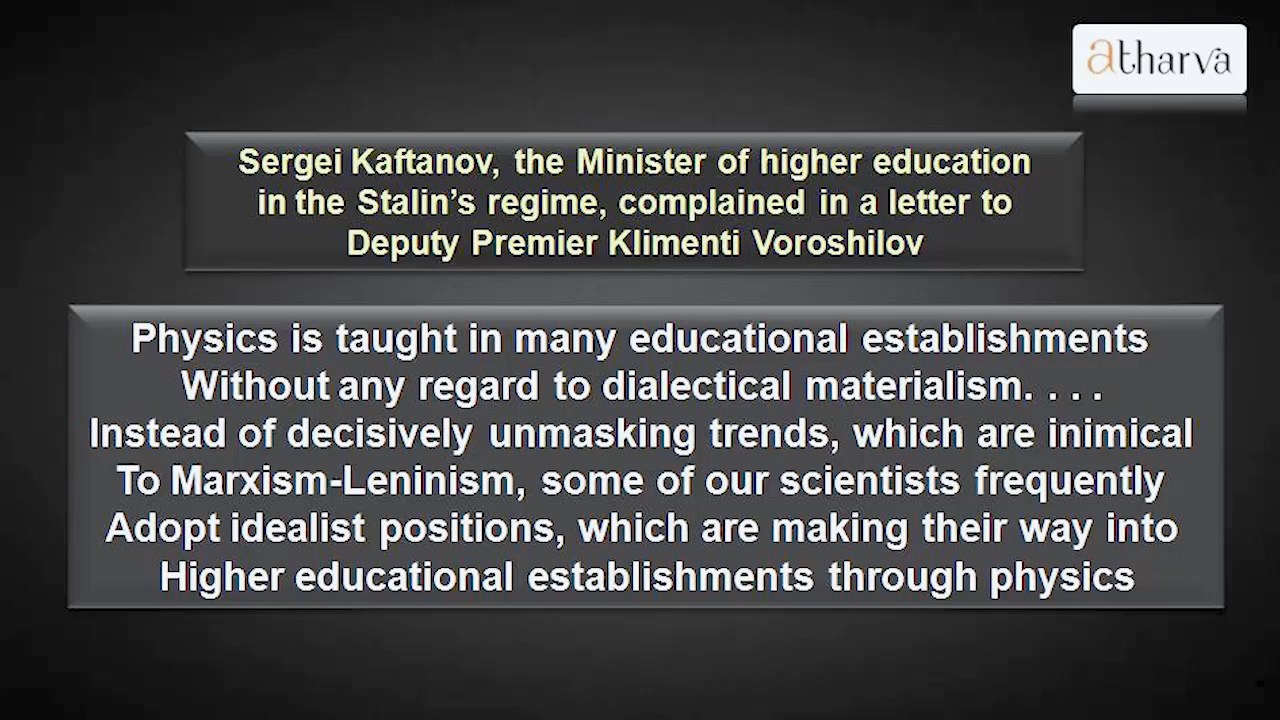 atharva
Sergei Kaftanov, the Minister of higher education
in the Stalin's regime, complained in a letter to
Deputy Premier Klimenti Voroshilov
Physics is taught in many educational establishments
Without any regard to dialectical materialism. . . .
Instead of decisively unmasking trends, which are inimical
To Marxism-Leninism, some of our scientists frequently
Adopt idealist positions, which are making their way into
Higher educational establishments through physics